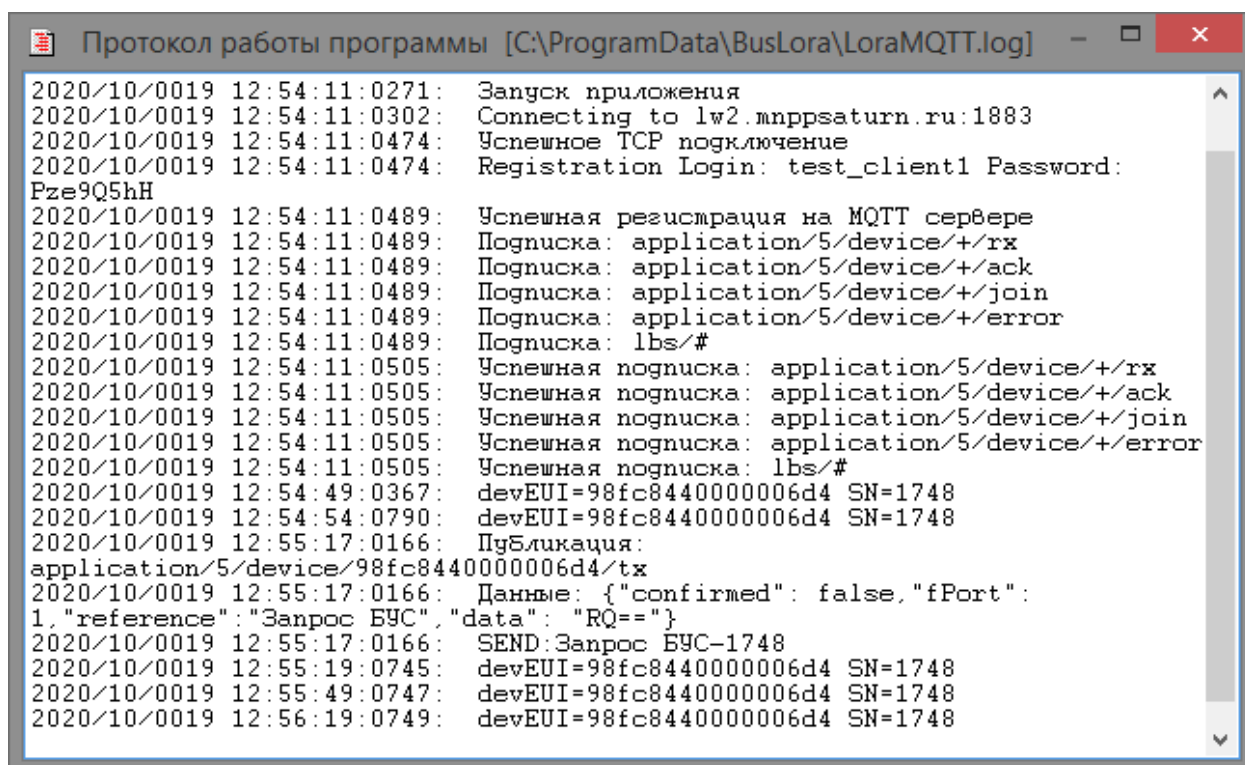 Протокол работы программы [C:\ProgramData\BusLora\LoraMQTT.log]
2020/10/0019 12:54:11:0271: Запуск приложения
2020/10/0019 12:54:11:0302: Connecting to lw2.mnppsaturn.ru:1883
2020/10/0019 12:54:11:0474: Успешное TCP подключение
2020/10/0019 12:54:11:0474: Registration Login: test_client1 Password:
Pze9Q5hH
2020/10/0019 12:54:11:0489: Успешная регистрация на MQTT сервере
2020/10/0019 12:54:11:0489: Подписка: application/5/device/+/rx
2020/10/0019 12:54:11:0489: Подписка: application/5/device/+/ack
2020/10/0019 12:54:11:0489: Подписка: application/5/device/+/join
2020/10/0019 12:54:11:0489: Подписка: application/5/device/+/error
2020/10/0019 12:54:11:0489: Подписка: lbs/#
2020/10/0019 12:54:11:0505: Успешная подписка: application/5/device/+/rx
2020/10/0019 12:54:11:0505: Успешная подписка: application/5/device/+/ack
2020/10/0019 12:54:11:0505: Успешная подписка: application/5/device/+/join
2020/10/0019 12:54:11:0505: Успешная подписка: application/5/device/+/error
2020/10/0019 12:54:11:0505: Успешная подписка: lbs/#
2020/10/0019 12:54:49:0367: devEUI=98fc8440000006d4 SN=1748
2020/10/0019 12:54:54:0790: devEUI=98fc8440000006d4 SN=1748
2020/10/0019 12:55:17:0166: Публикация:
application/5/device/98fc8440000006d4/tx
2020/10/0019 12:55:17:0166: Данные: {"confirmed": false,"fPort":
1,"reference":"Запрос БУС","data": "RQ=="}
2020/10/0019 12:55:17:0166: SEND:Запрос БУС-1748
2020/10/0019 12:55:19:0745: devEUI=98fc8440000006d4 SN=1748
2020/10/0019 12:55:49:0747: devEUI=98fc8440000006d4 SN=1748
2020/10/0019 12:56:19:0749: devEUI=98fc8440000006d4 SN=1748